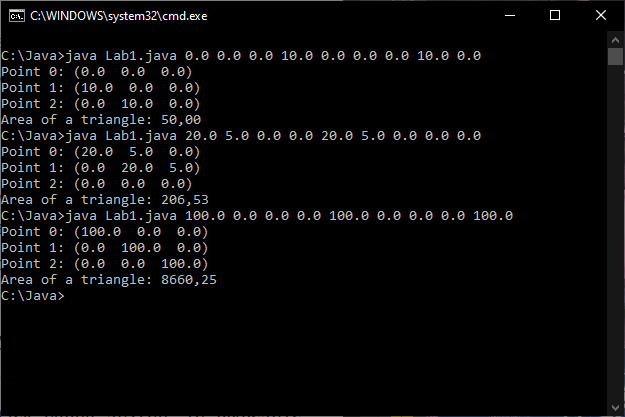 C:\WINDOWS\system32\cmd.exe
C:\Java>java Lab1.java 0.0 0.0 0.0 10.0 0.0 0.0 0.0 10.0 0.0
Point 0: (0.0  0.0  0.0)
Point 1: (10.0  0.0  0.0)
Point 2: (0.0  10.0  0.0)
Area of a triangle: 50,00
C:\Java>java Lab1.java 20.0 5.0 0.0 0.0 20.0 5.0 0.0 0.0 0.0
Point 0: (20.0  5.0  0.0)
Point 1: (0.0  20.0  5.0)
Point 2: (0.0  0.0  0.0)
Area of a triangle: 206,53
C:\Java>java Lab1.java 100.0 0.0 0.0 0.0 100.0 0.0 0.0 0.0 100.0
Point 0: (100.0  0.0  0.0)
Point 1: (0.0  100.0  0.0)
Point 2: (0.0  0.0  100.0)
Area of a triangle: 8660,25
C:\Java>